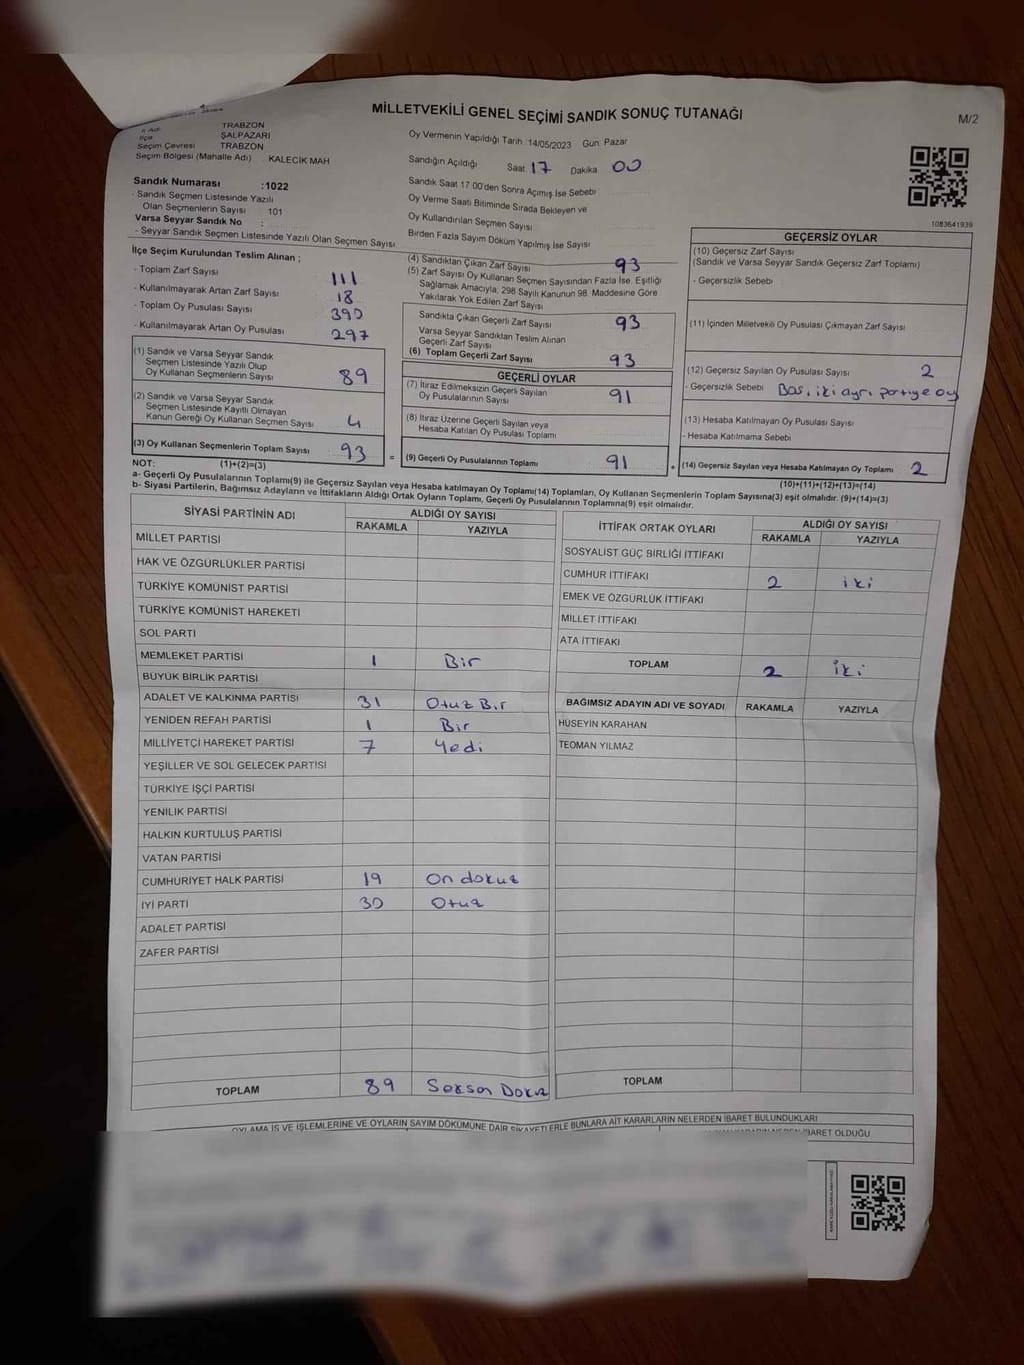 MİLLETVEKİLİ GENEL SEÇİMİ SANDIK SONUÇ TUTANAĞI
M/2
TRABZON
İlçe ŞALPAZARI
Seçim Çevresi TRABZON
Seçim Bölgesi (Mahalle Adı) : KALECİK MAH
Sandık Numarası :1022
- Sandık Seçmen Listesinde Yazılı
Olan Seçmenlerin Sayısı 101
Varsa Seyyar Sandık No :
- Seyyar Sandık Seçmen Listesinde Yazılı Olan Seçmen Sayısı
Oy Vermenin Yapıldığı Tarih 14/05/2023 Gün: Pazar
Sandığın Açıldığı Saat 17 Dakika 00
Sandık Saat 17:00'den Sonra Açımış İse Sebebi
Oy Verme Saati Bitiminde Sırada Bekleyen ve
Oy Kullandırılan Seçmen Sayısı
Birden Fazla Sayım Döküm Yapılmış İse Sayısı
1083641939
İlçe Seçim Kurulundan Teslim Alınan ;
- Toplam Zarf Sayısı 111
- Kullanılmayarak Artan Zarf Sayısı 18
- Toplam Oy Pusulası Sayısı 390
- Kullanılmayarak Artan Oy Pusulası 297
(1) Sandık ve Varsa Seyyar Sandık
Seçmen Listesinde Yazılı Olup
Oy Kullanan Seçmenlerin Sayısı 89
(2) Sandık ve Varsa Seyyar Sandık
Seçmen Listesinde Kayıtlı Olmayan
Kanun Gereği Oy Kullanan Seçmen Sayısı 4
(3) Oy Kullanan Seçmenlerin Toplam Sayısı 93 =
(1)+(2)=(3)
(4) Sandıktan Çıkan Zarf Sayısı 93
(5) Zarf Sayısı Oy Kullanan Seçmen Sayısından Fazla İse, Eşitliği
Sağlamak Amacıyla, 298 Sayılı Kanunun 98. Maddesine Göre
Yakılarak Yok Edilen Zarf Sayısı
Sandıkta Çıkan Geçerli Zarf Sayısı 93
Varsa Seyyar Sandıktan Teslim Alınan
Geçerli Zarf Sayısı
(6) Toplam Geçerli Zarf Sayısı 93
GEÇERLİ OYLAR
(7) İtiraz Edilmeksizin Geçerli Sayılan
Oy Pusulalarının Sayısı 91
(8) İtiraz Üzerine Geçerli Sayılan veya
Hesaba Katılan Oy Pusulası Toplamı
(9) Geçerli Oy Pusulalarının Toplamı 91 +
GEÇERSİZ OYLAR
(10) Geçersiz Zarf Sayısı
(Sandık ve Varsa Seyyar Sandık Geçersiz Zarf Toplamı)
- Geçersizlik Sebebi
(11) İçinden Milletvekili Oy Pusulası Çıkmayan Zarf Sayısı
(12) Geçersiz Sayılan Oy Pusulası Sayısı 2
- Geçersizlik Sebebi Boş, iki ayrı partiye oy
(13) Hesaba Katılmayan Oy Pusulası Sayısı
- Hesaba Katılmama Sebebi
(14) Geçersiz Sayılan veya Hesaba Katılmayan Oy Toplamı 2
(10)+(11)+(12)+(13)=(14)
NOT:
a- Geçerli Oy Pusulalarının Toplamı(9) ile Geçersiz Sayılan veya Hesaba katılmayan Oy Toplamı(14) Toplamları, Oy Kullanan Seçmenlerin Toplam Sayısına(3) eşit olmalıdır. (9)+(14)=(3)
b- Siyasi Partilerin, Bağımsız Adayların ve İttifakların Aldığı Ortak Oyların Toplamı, Geçerli Oy Pusulalarının Toplamına(9) eşit olmalıdır.
SİYASİ PARTİNİN ADI ALDIĞI OY SAYISI
RAKAMLA YAZIYLA
MİLLET PARTİSİ
HAK VE ÖZGÜRLÜKLER PARTİSİ
TÜRKİYE KOMÜNİST PARTİSİ
TÜRKİYE KOMÜNİST HAREKETİ
SOL PARTİ
MEMLEKET PARTİSİ 1 Bir
BÜYÜK BİRLİK PARTİSİ
ADALET VE KALKINMA PARTİSİ 31 Otuz Bir
YENİDEN REFAH PARTİSİ 1 Bir
MİLLİYETÇİ HAREKET PARTİSİ 7 Yedi
YEŞİLLER VE SOL GELECEK PARTİSİ
TÜRKİYE İŞÇİ PARTİSİ
YENİLİK PARTİSİ
HALKIN KURTULUŞ PARTİSİ
VATAN PARTİSİ
CUMHURİYET HALK PARTİSİ 19 On dokuz
İYİ PARTİ 30 Otuz
ADALET PARTİSİ
ZAFER PARTİSİ
TOPLAM 89 Seksen Dokuz
İTTİFAK ORTAK OYLARI ALDIĞI OY SAYISI
RAKAMLA YAZIYLA
SOSYALİST GÜÇ BİRLİĞİ İTTİFAKI
CUMHUR İTTİFAKI 2 iki
EMEK VE ÖZGÜRLÜK İTTİFAKI
MİLLET İTTİFAKI
ATA İTTİFAKI
TOPLAM 2 iki
BAĞIMSIZ ADAYIN ADI VE SOYADI RAKAMLA YAZIYLA
HÜSEYİN KARAHAN
TEOMAN YILMAZ
TOPLAM
OYLAMA İŞ VE İŞLEMLERİNE VE OYLARIN SAYIM DÖKÜMÜNE DAİR ŞİKAYETLERLE BUNLARA AİT KARARLARIN NELERDEN İBARET BULUNDUKLARI
İBARET OLDUĞU